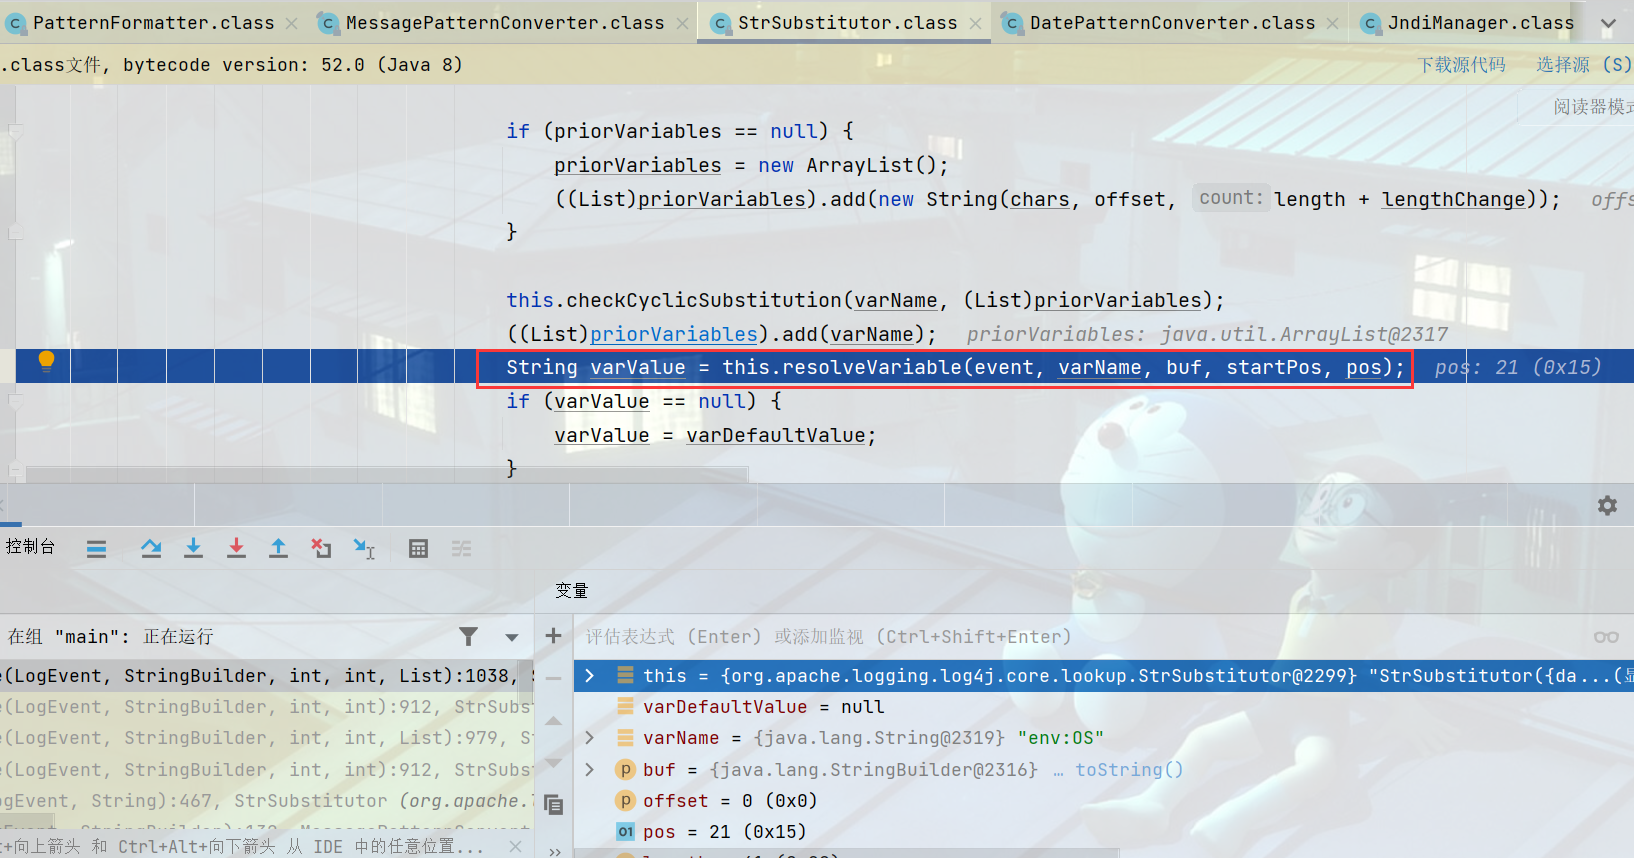 PatternFormatter.class MessagePatternConverter.class StrSubstitutor.class DatePatternConverter.class JndiManager.class
.class文件, bytecode version: 52.0 (Java 8) 下载源代码 选择源 (S)
阅读器模式
if (priorVariables == null) {
priorVariables = new ArrayList();
((List)priorVariables).add(new String(chars, offset, count: length + lengthChange)); offs
}
this.checkCyclicSubstitution(varName, (List)priorVariables);
((List)priorVariables).add(varName); priorVariables: java.util.ArrayList@2317
String varValue = this.resolveVariable(event, varName, buf, startPos, pos); pos: 21 (0x15)
if (varValue == null) {
varValue = varDefaultValue;
}
控制台
变量
在组 "main": 正在运行
评估表达式 (Enter) 或添加监视 (Ctrl+Shift+Enter)
e(LogEvent, StringBuilder, int, int, List):1038, S
this = {org.apache.logging.log4j.core.lookup.StrSubstitutor@2299} "StrSubstitutor({da...(显
e(LogEvent, StringBuilder, int, int):912, StrSubst
varDefaultValue = null
e(LogEvent, StringBuilder, int, int, List):979, St
varName = {java.lang.String@2319} "env:OS"
e(LogEvent, StringBuilder, int, int):912, StrSubst
buf = {java.lang.StringBuilder@2316} … toString()
ogEvent, String):467, StrSubstitutor (org.apache.
offset = 0 (0x0)
pos = 21 (0x15)
t+向上箭头 和 Ctrl+Alt+向下箭头 从 IDE 中的任意位置...